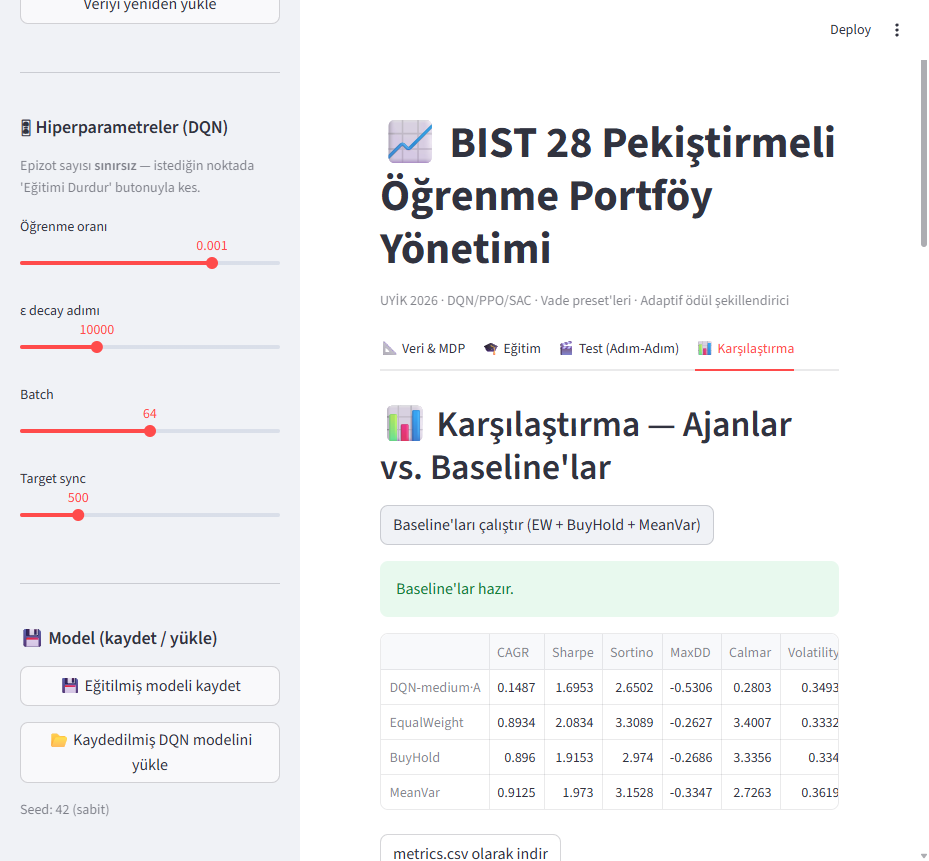 Veriyi yeniden yükle
Hiperparametreler (DQN)
Epizot sayısı sınırsız — istediğin noktada
'Eğitimi Durdur' butonuyla kes.
Öğrenme oranı
0.001
ε decay adımı
10000
Batch
64
Target sync
500
Model (kaydet / yükle)
Eğitilmiş modeli kaydet
Kaydedilmiş DQN modelini
yükle
Seed: 42 (sabit)
Deploy
BIST 28 Pekiştirmeli
Öğrenme Portföy
Yönetimi
UYİK 2026 · DQN/PPO/SAC · Vade preset'leri · Adaptif ödül şekillendirici
Veri & MDP Eğitim Test (Adım-Adım) Karşılaştırma
Karşılaştırma — Ajanlar
vs. Baseline'lar
Baseline'ları çalıştır (EW + BuyHold + MeanVar)
Baseline'lar hazır.
CAGR Sharpe Sortino MaxDD Calmar Volatility
DQN-medium·A 0.1487 1.6953 2.6502 -0.5306 0.2803 0.3493
EqualWeight 0.8934 2.0834 3.3089 -0.2627 3.4007 0.3332
BuyHold 0.896 1.9153 2.974 -0.2686 3.3356 0.334
MeanVar 0.9125 1.973 3.1528 -0.3347 2.7263 0.3619
metrics.csv olarak indir